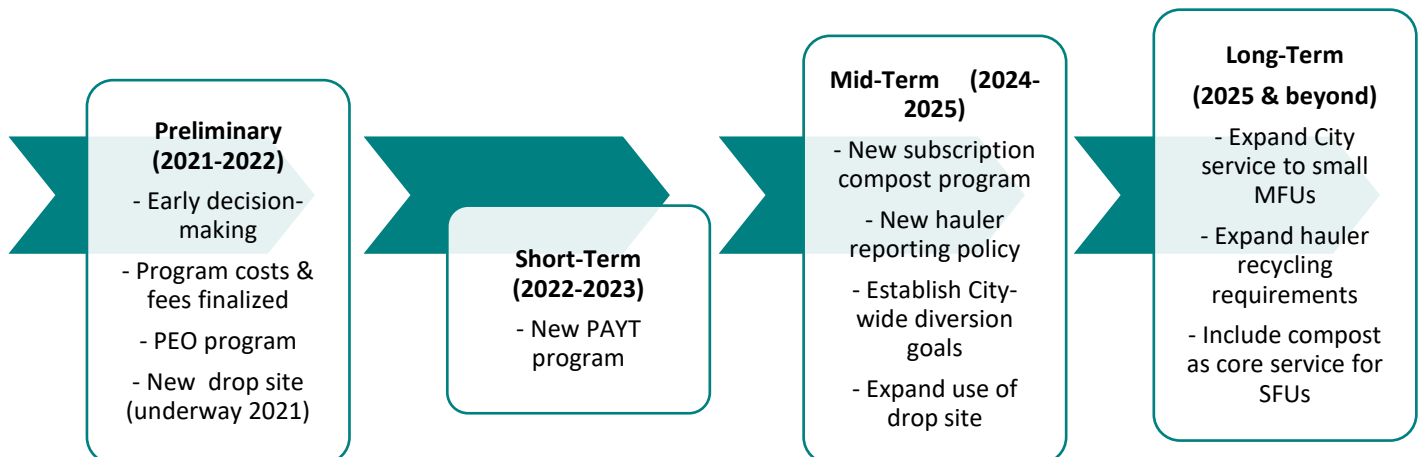 Preliminary
(2021-2022)
- Early decision-
making
- Program costs &
fees finalized
- PEO program
- New drop site
(underway 2021)
Short-Term
(2022-2023)
- New PAYT
program
Mid-Term (2024-
2025)
- New subscription
compost program
- New hauler
reporting policy
- Establish City-
wide diversion
goals
- Expand use of
drop site
Long-Term
(2025 & beyond)
- Expand City
service to small
MFUs
- Expand hauler
recycling
requirements
- Include compost
as core service for
SFUs